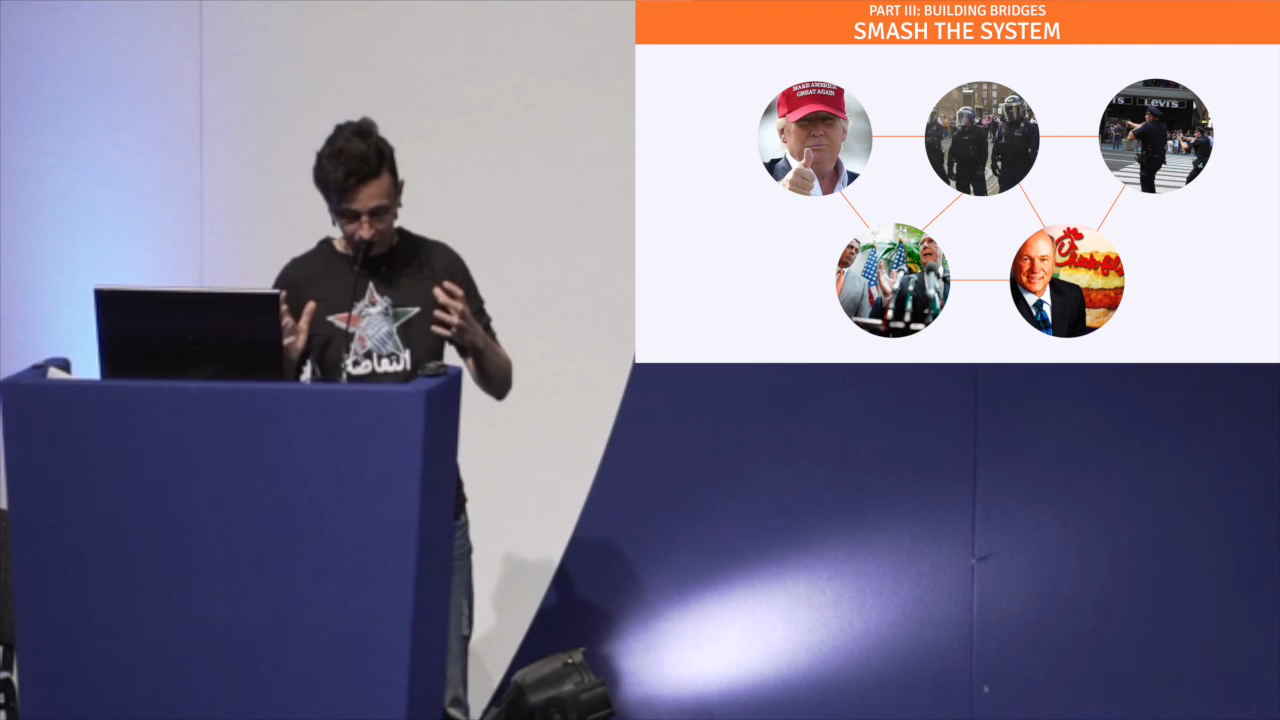 PART III: BUILDING BRIDGES
SMASH THE SYSTEM
MAKE AMERICA
GREAT AGAIN
LEVI'S
Chick-fil